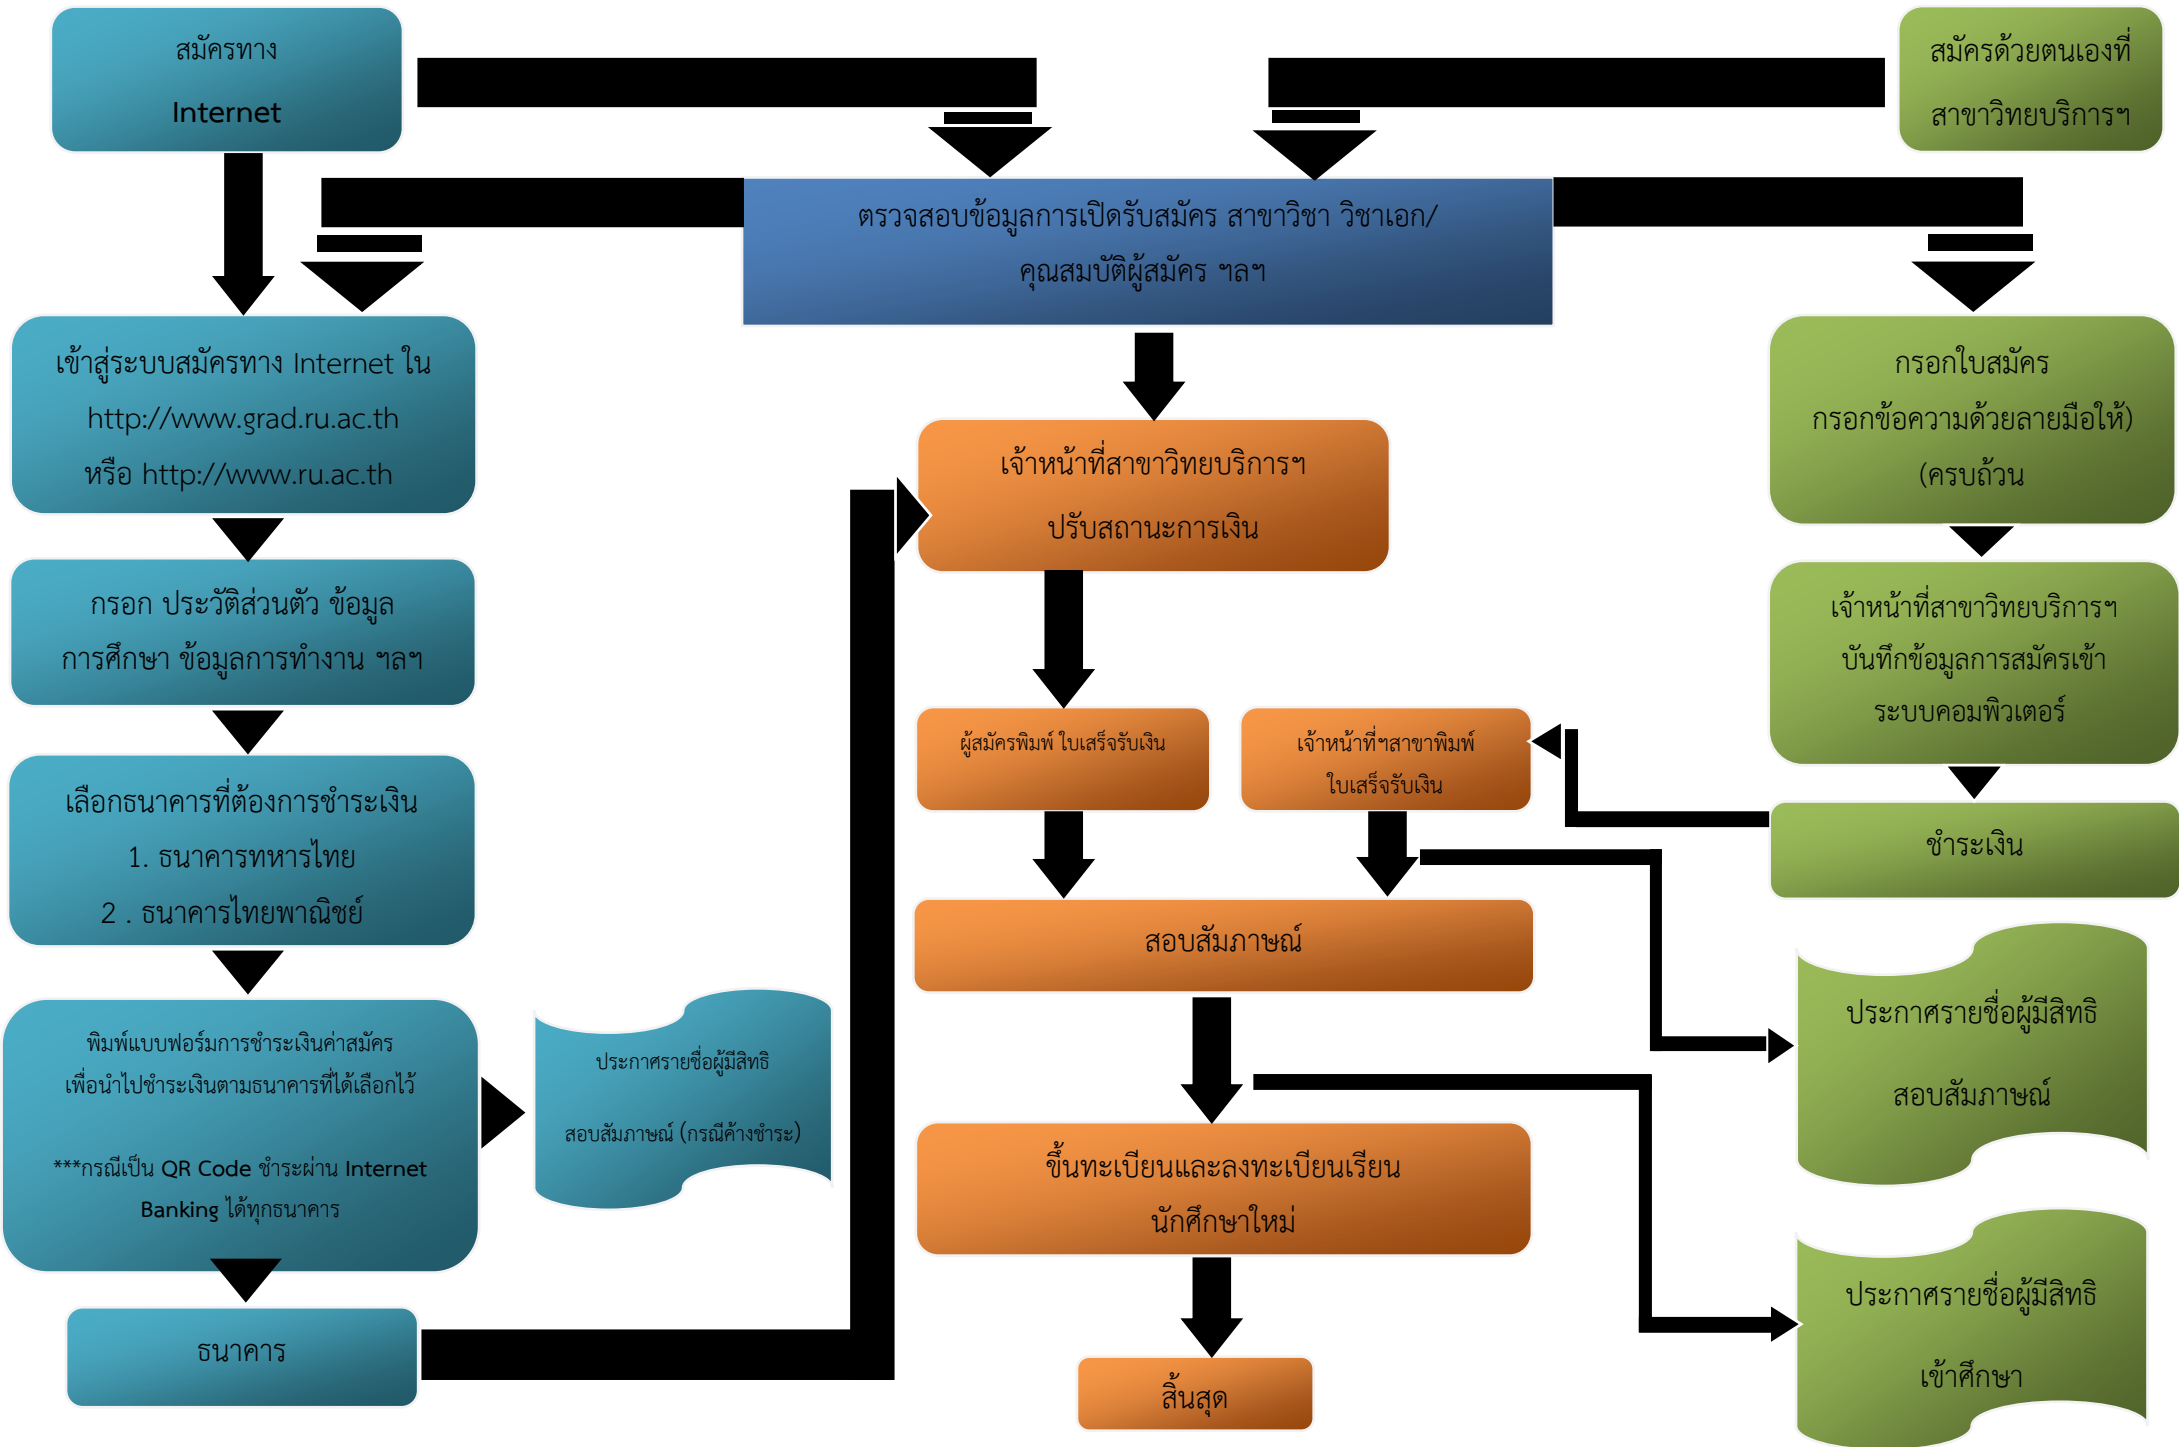 สมัครทาง
Internet
สมัครด้วยตนเองที่
สาขาวิทยบริการฯ
ตรวจสอบข้อมูลการเปิดรับสมัคร สาขาวิชา วิชาเอก/
คุณสมบัติผู้สมัคร ฯลฯ
เข้าสู่ระบบสมัครทาง Internet ใน
http://www.grad.ru.ac.th
หรือ http://www.ru.ac.th
กรอก ประวัติส่วนตัว ข้อมูล
การศึกษา ข้อมูลการทำงาน ฯลฯ
เลือกธนาคารที่ต้องการชำระเงิน
1. ธนาคารทหารไทย
2 . ธนาคารไทยพาณิชย์
พิมพ์แบบฟอร์มการชำระเงินค่าสมัคร
เพื่อนำไปชำระเงินตามธนาคารที่ได้เลือกไว้
***กรณีเป็น QR Code ชำระผ่าน Internet
Banking ได้ทุกธนาคาร
ประกาศรายชื่อผู้มีสิทธิ
สอบสัมภาษณ์ (กรณีค้างชำระ)
ธนาคาร
เจ้าหน้าที่สาขาวิทยบริการฯ
ปรับสถานะการเงิน
ผู้สมัครพิมพ์ ใบเสร็จรับเงิน
เจ้าหน้าที่ฯสาขาพิมพ์
ใบเสร็จรับเงิน
สอบสัมภาษณ์
ขึ้นทะเบียนและลงทะเบียนเรียน
นักศึกษาใหม่
สิ้นสุด
กรอกใบสมัคร
กรอกข้อความด้วยลายมือให้)
(ครบถ้วน
เจ้าหน้าที่สาขาวิทยบริการฯ
บันทึกข้อมูลการสมัครเข้า
ระบบคอมพิวเตอร์
ชำระเงิน
ประกาศรายชื่อผู้มีสิทธิ
สอบสัมภาษณ์
ประกาศรายชื่อผู้มีสิทธิ
เข้าศึกษา